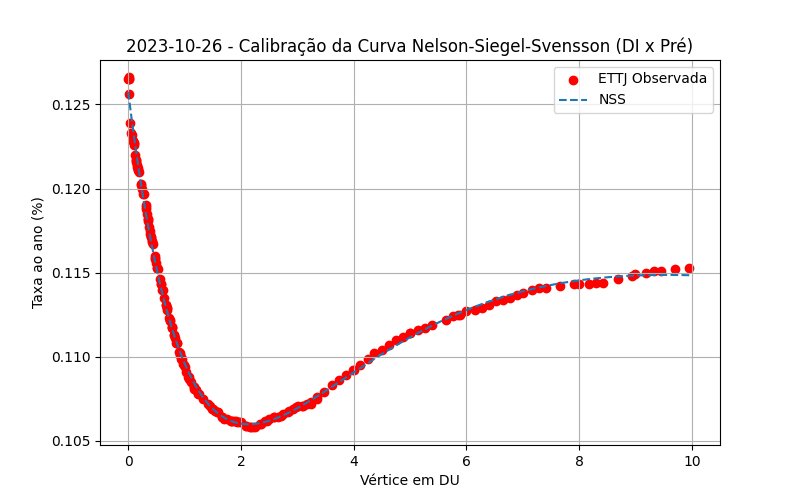 2023-10-26 - Calibração da Curva Nelson-Siegel-Svensson (DI x Pré)
ETTJ Observada
NSS
Taxa ao ano (%)
0.125
0.120
0.115
0.110
0.105
0 2 4 6 8 10
Vértice em DU